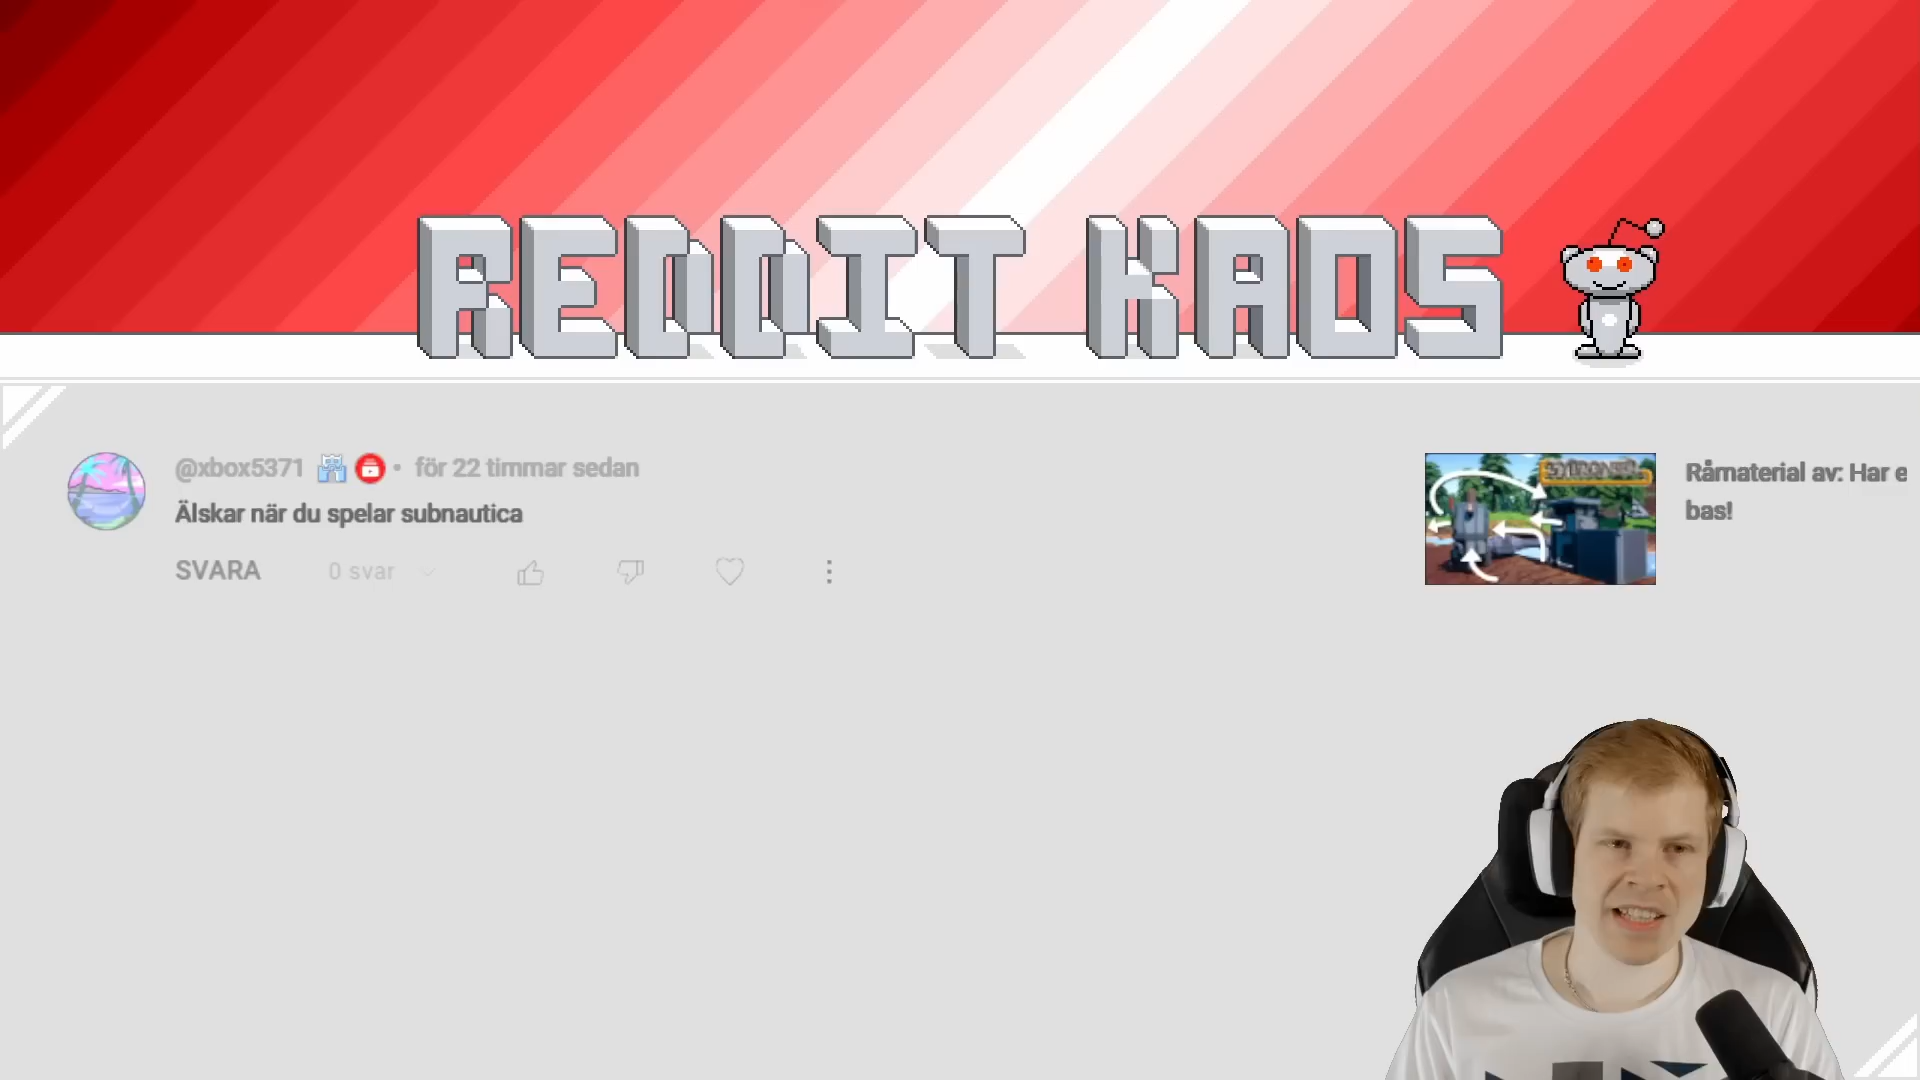 REDDIT KAOS
@xbox5371 • för 22 timmar sedan
Älskar när du spelar subnautica
SVARA 0 svar
Råmaterial av: Har e
bas!